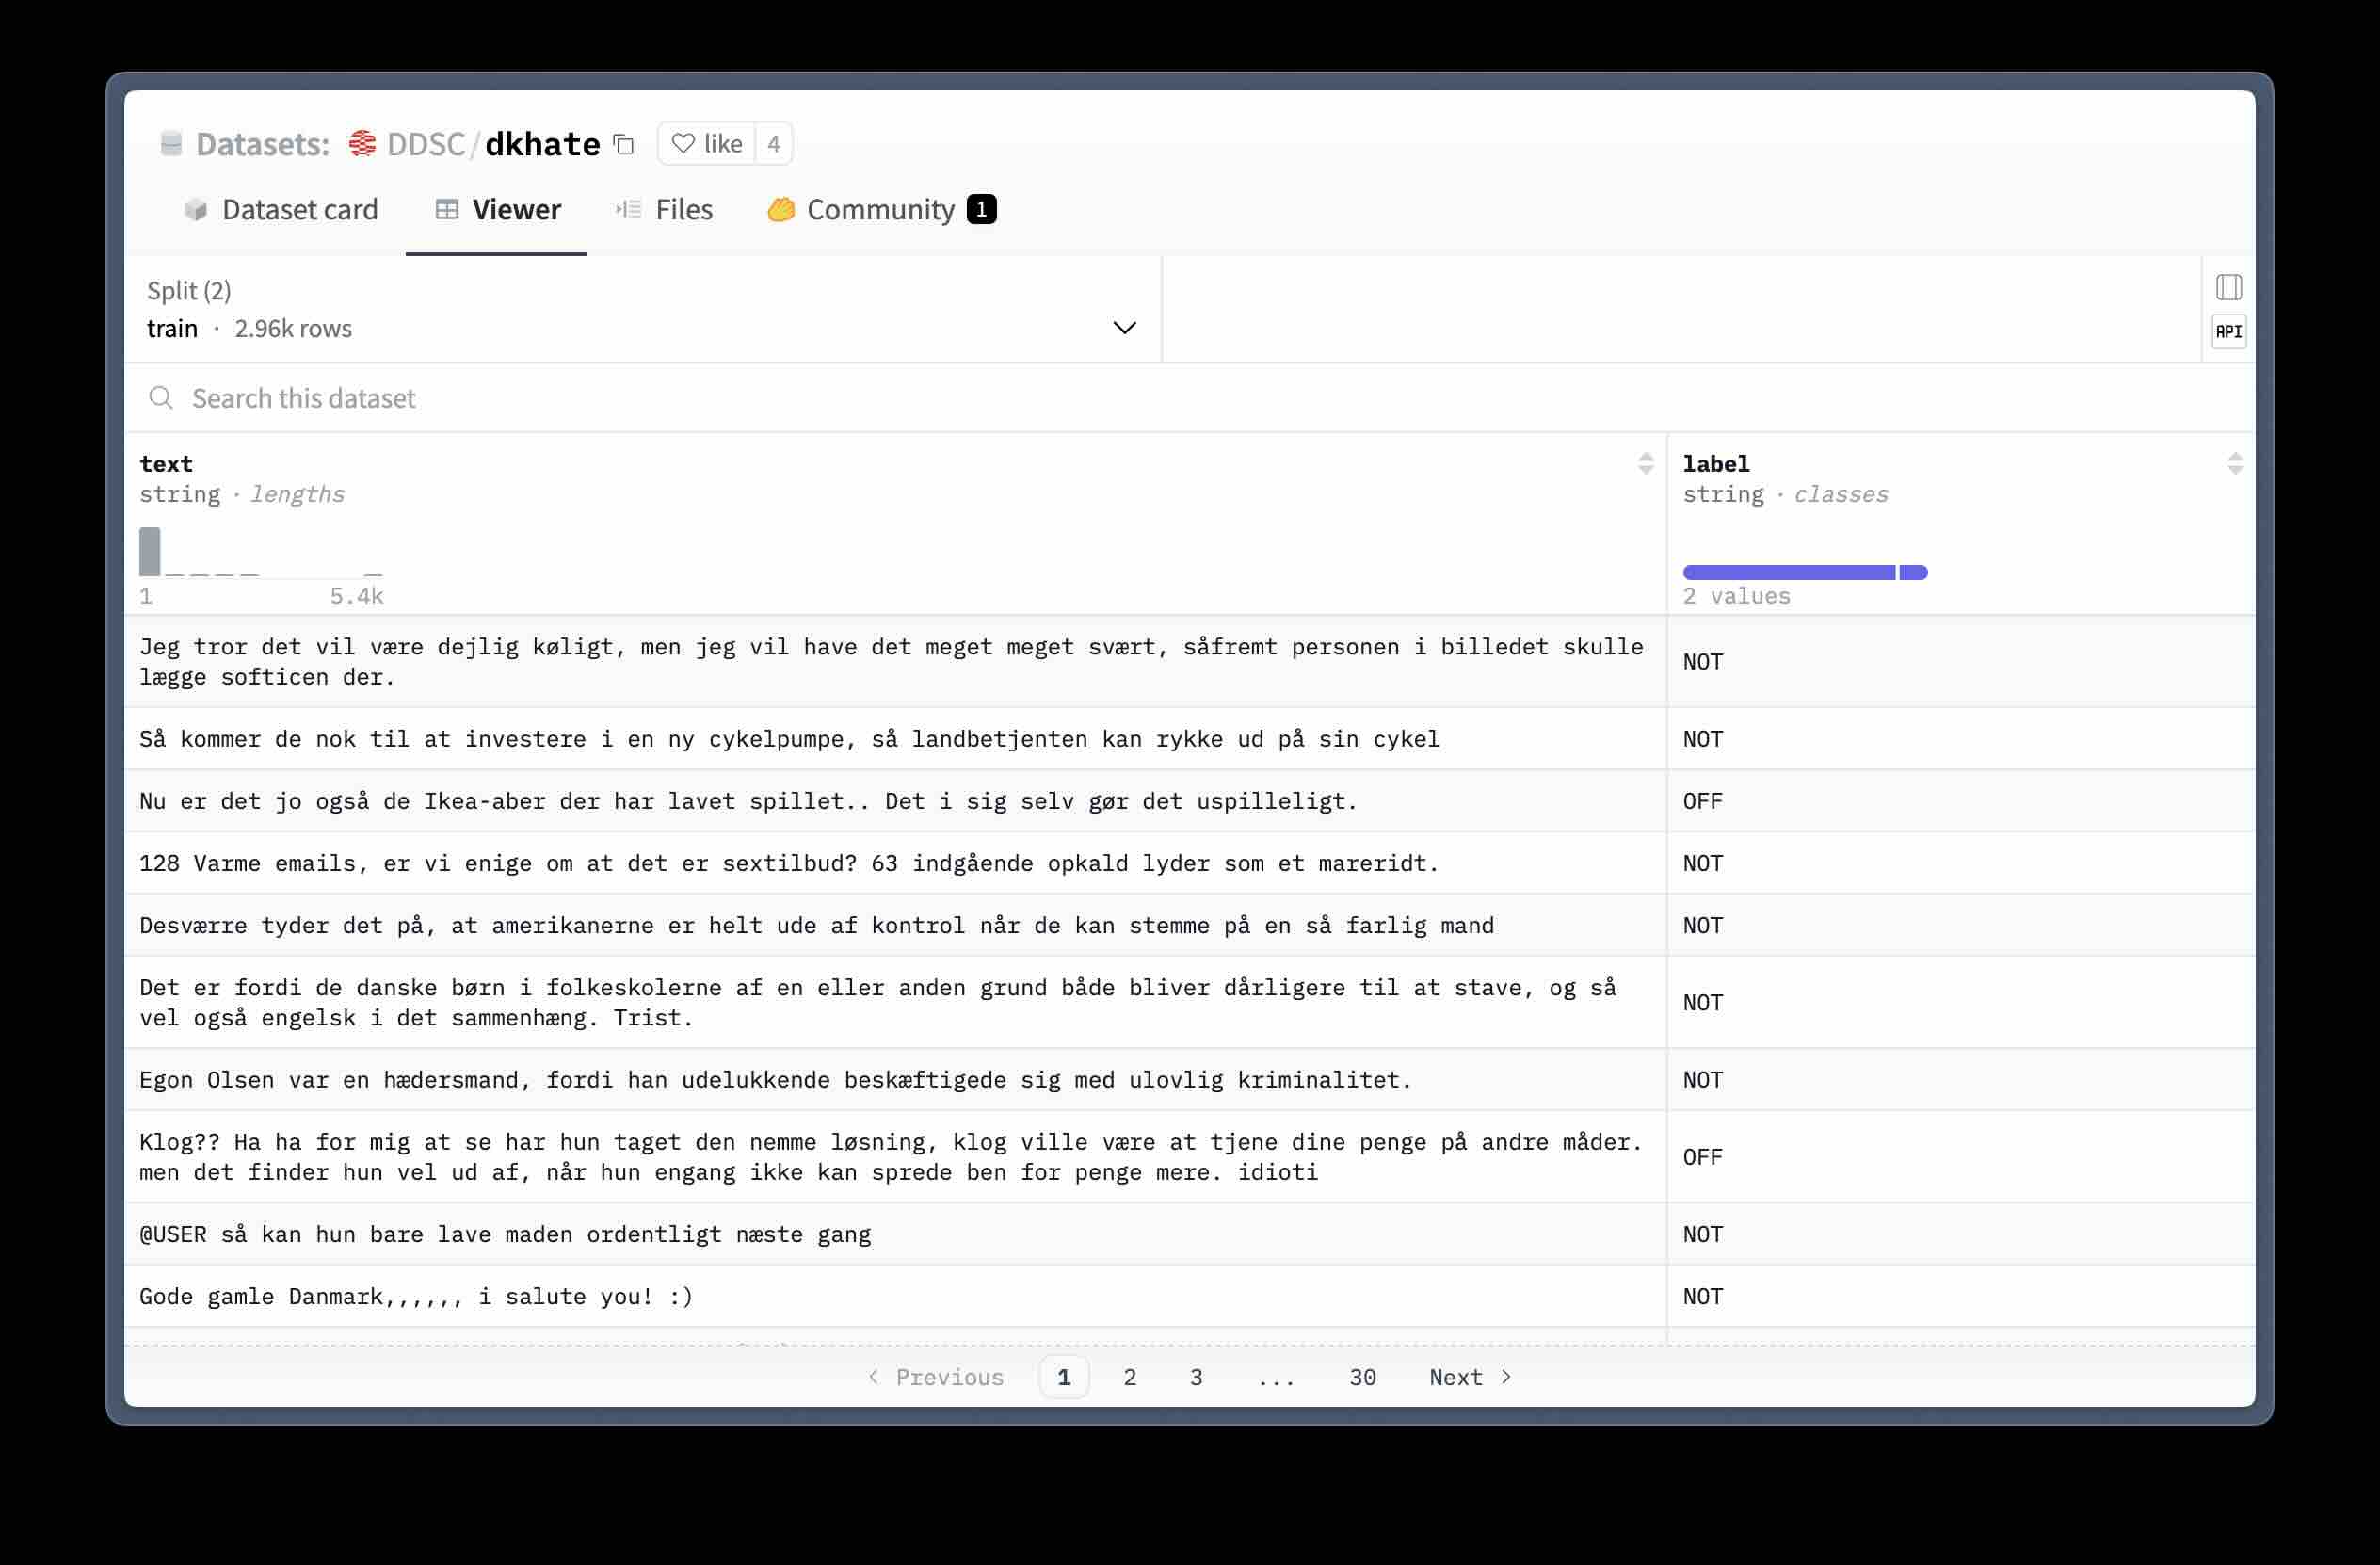 Datasets: DDSC/dkhate like 4
Dataset card Viewer Files Community 1
Split (2)
train · 2.96k rows
API
Search this dataset
text label
string · lengths string · classes
1 5.4k 2 values
Jeg tror det vil være dejlig køligt, men jeg vil have det meget meget svært, såfremt personen i billedet skulle
lægge softicen der.
NOT
Så kommer de nok til at investere i en ny cykelpumpe, så landbetjenten kan rykke ud på sin cykel NOT
Nu er det jo også de Ikea-aber der har lavet spillet.. Det i sig selv gør det uspilleligt. OFF
128 Varme emails, er vi enige om at det er sextilbud? 63 indgående opkald lyder som et mareridt. NOT
Desværre tyder det på, at amerikanerne er helt ude af kontrol når de kan stemme på en så farlig mand NOT
Det er fordi de danske børn i folkeskolerne af en eller anden grund både bliver dårligere til at stave, og så
vel også engelsk i det sammenhæng. Trist.
NOT
Egon Olsen var en hædersmand, fordi han udelukkende beskæftigede sig med ulovlig kriminalitet. NOT
Klog?? Ha ha for mig at se har hun taget den nemme løsning, klog ville være at tjene dine penge på andre måder.
men det finder hun vel ud af, når hun engang ikke kan sprede ben for penge mere. idioti
OFF
@USER så kan hun bare lave maden ordentligt næste gang NOT
Gode gamle Danmark,,,,,, i salute you! :) NOT
< Previous 1 2 3 ... 30 Next >